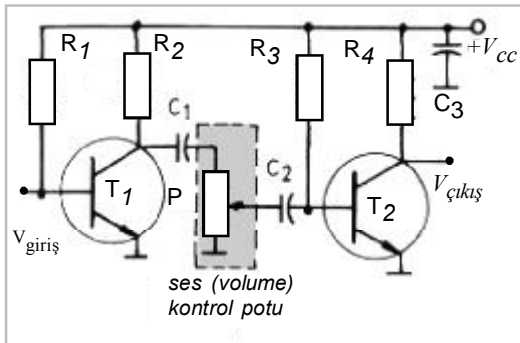 R1
R2
R3
R4
+Vcc
C3
C1
C2
T1
P
T2
Vgiriş
Vçıkış
ses (volume)
kontrol potu